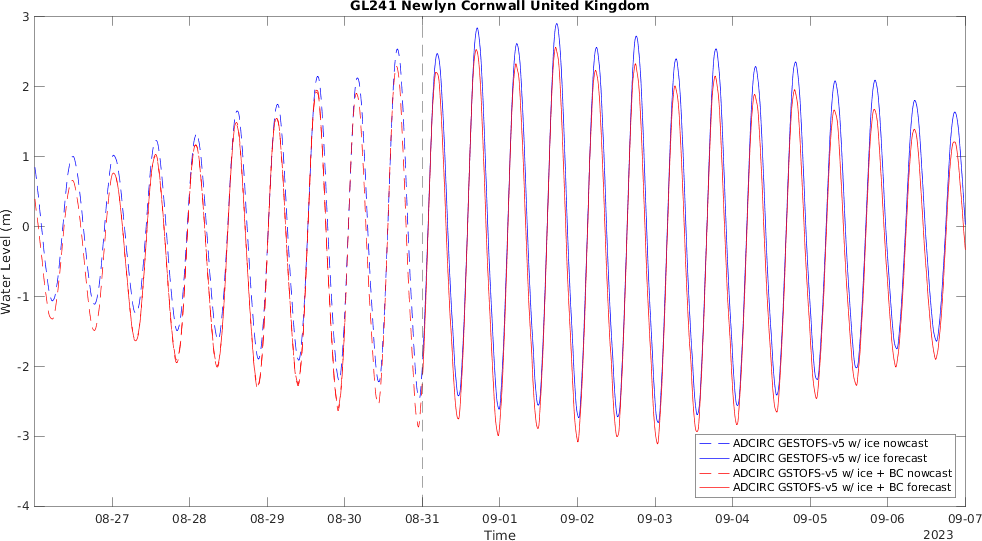 GL241 Newlyn Cornwall United Kingdom
3
2
1
0
-1
-2
-3
-4
Water Level (m)
ADCIRC GESTOFS-v5 w/ ice nowcast
ADCIRC GESTOFS-v5 w/ ice forecast
ADCIRC GSTOFS-v5 w/ ice + BC nowcast
ADCIRC GSTOFS-v5 w/ ice + BC forecast
08-27 08-28 08-29 08-30 08-31 09-01 09-02 09-03 09-04 09-05 09-06 09-07
Time
2023